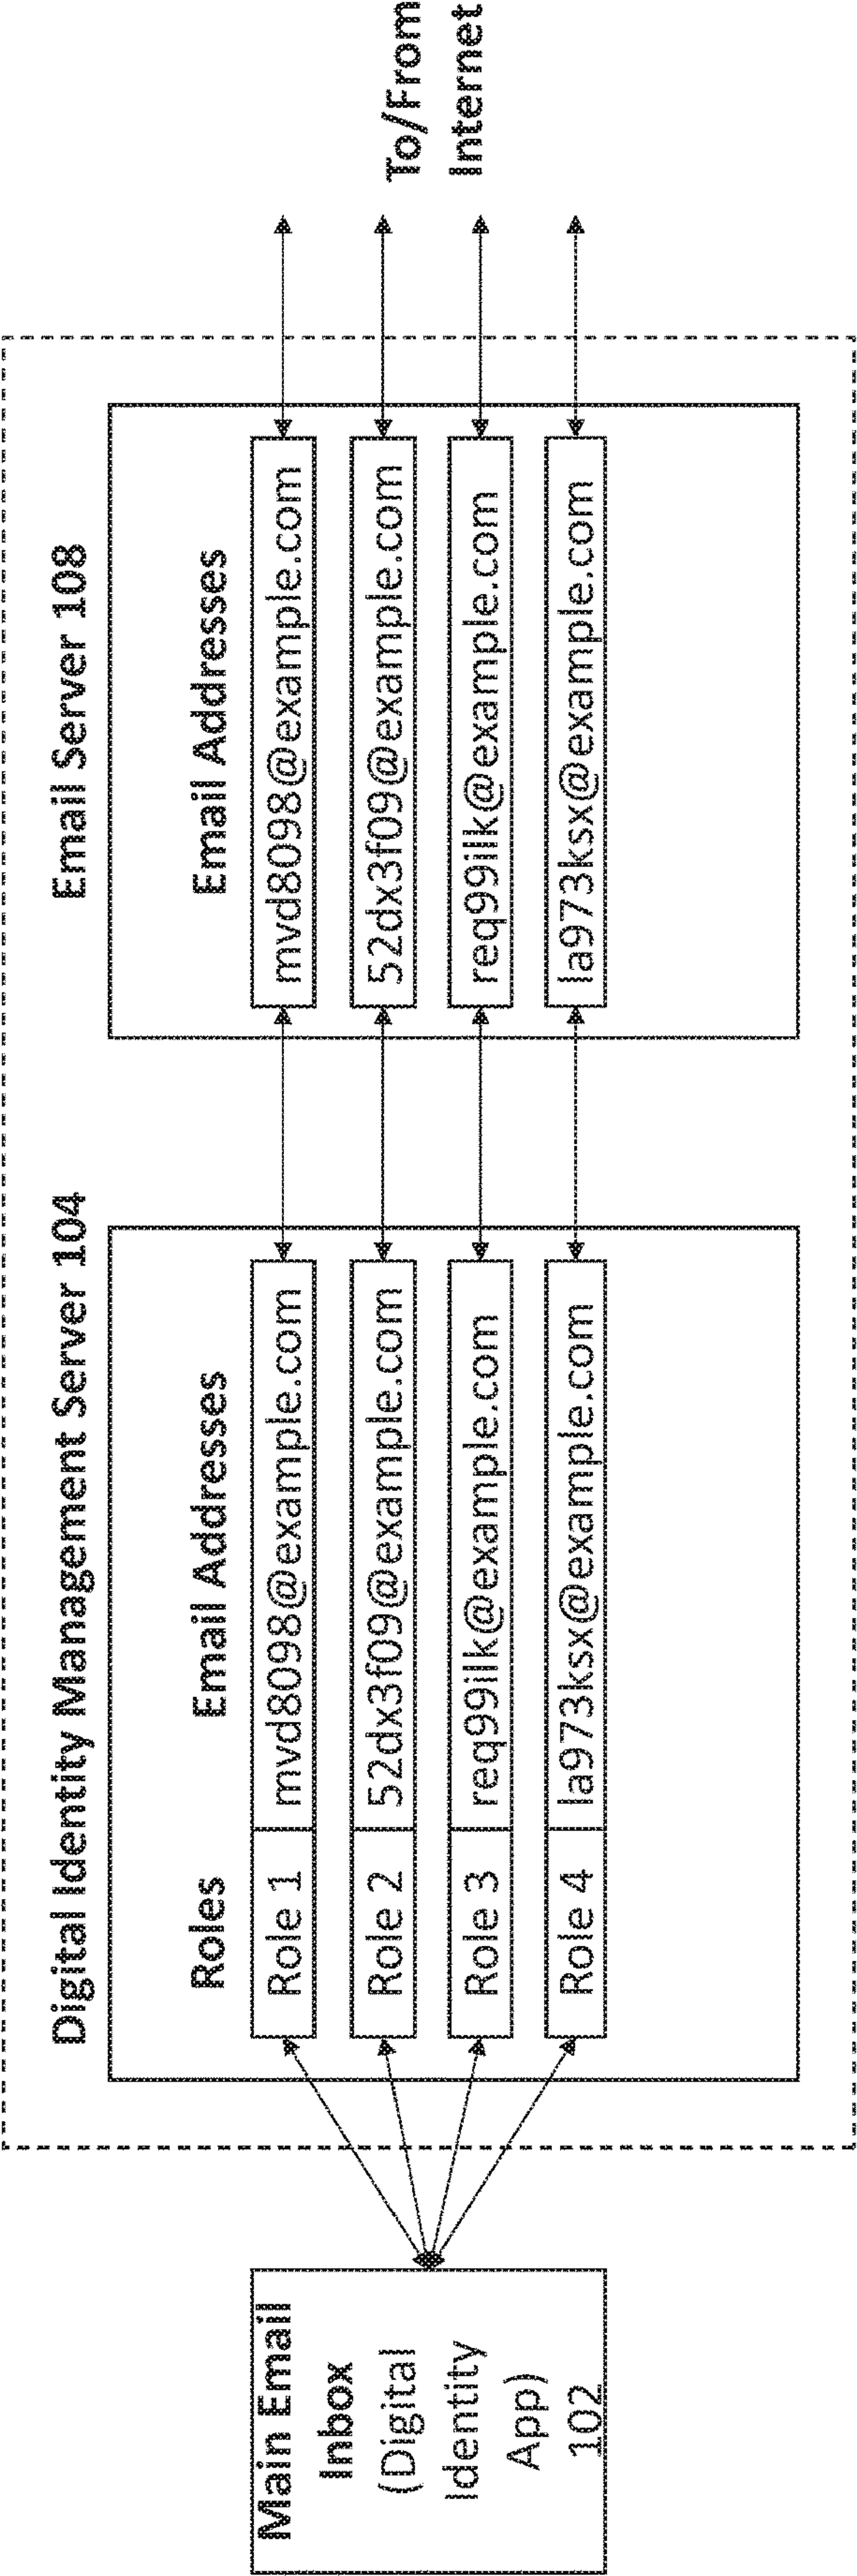 Main Email
Inbox
(Digital
Identity
App)
102
Digital Identity Management Server 104
Roles
Email Addresses
Role 1
mvd8098@example.com
Role 2
52dx3f09@example.com
Role 3
req99ilk@example.com
Role 4
la973ksx@example.com
Email Server 108
Email Addresses
mvd8098@example.com
52dx3f09@example.com
req99ilk@example.com
la973ksx@example.com
To/From
Internet